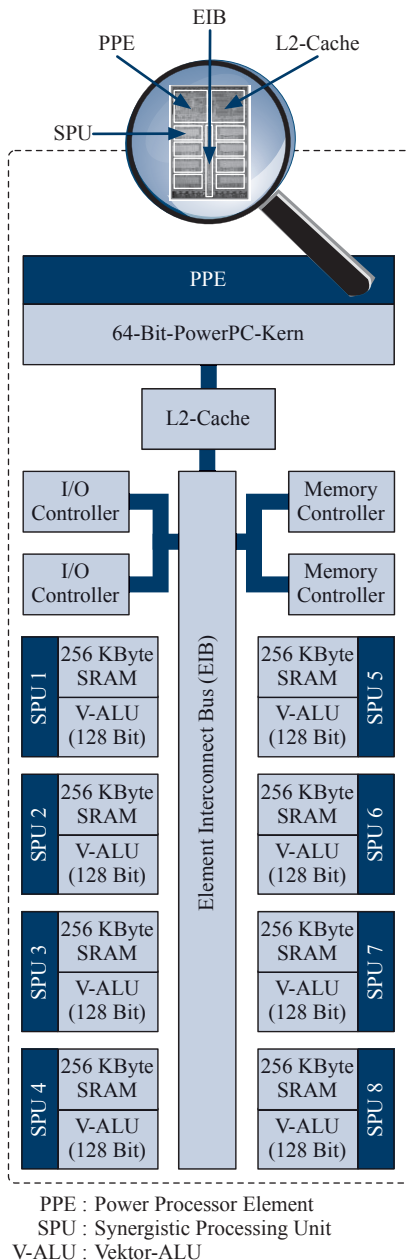 EIB
PPE
L2-Cache
SPU
PPE
64-Bit-PowerPC-Kern
L2-Cache
I/O
Controller
Memory
Controller
I/O
Controller
Memory
Controller
Element Interconnect Bus (EIB)
SPU 1
256 KByte
SRAM
V-ALU
(128 Bit)
SPU 2
256 KByte
SRAM
V-ALU
(128 Bit)
SPU 3
256 KByte
SRAM
V-ALU
(128 Bit)
SPU 4
256 KByte
SRAM
V-ALU
(128 Bit)
256 KByte
SRAM
V-ALU
(128 Bit)
SPU 5
256 KByte
SRAM
V-ALU
(128 Bit)
SPU 6
256 KByte
SRAM
V-ALU
(128 Bit)
SPU 7
256 KByte
SRAM
V-ALU
(128 Bit)
SPU 8
PPE : Power Processor Element
SPU : Synergistic Processing Unit
V-ALU : Vektor-ALU